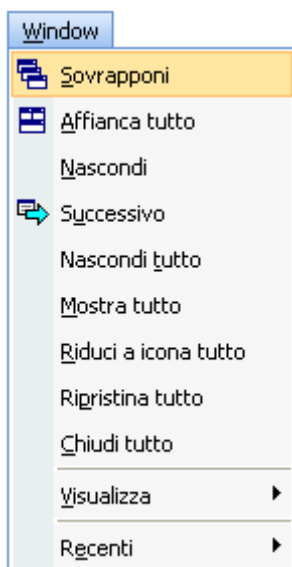 Window
Sovrapponi
Affianca tutto
Nascondi
Successivo
Nascondi tutto
Mostra tutto
Riduci a icona tutto
Ripristina tutto
Chiudi tutto
Visualizza
Recenti